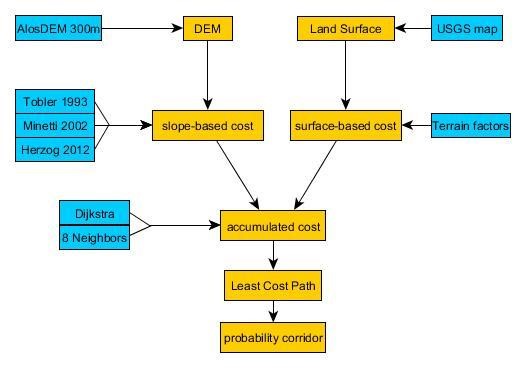 AlosDEM 300m
DEM
Land Surface
USGS map
Tobler 1993
Minetti 2002
Herzog 2012
slope-based cost
surface-based cost
Terrain factors
Dijkstra
8 Neighbors
accumulated cost
Least Cost Path
probability corridor